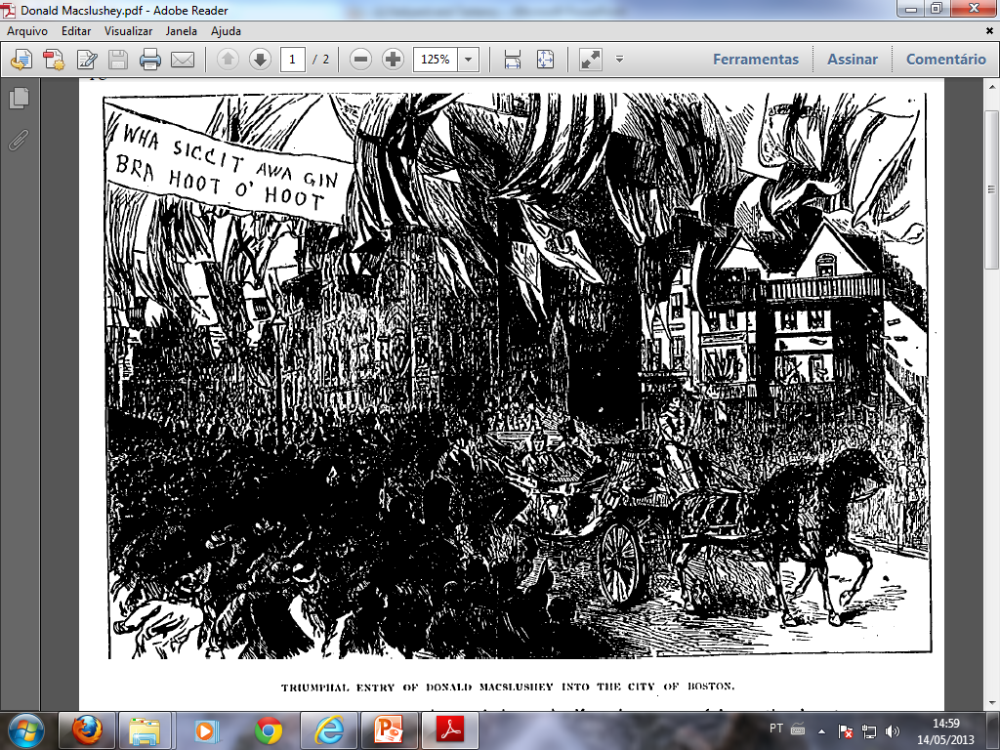 Donald Macslushey.pdf - Adobe Reader
Arquivo Editar Visualizar Janela Ajuda
1 / 2 125% Ferramentas Assinar Comentário
WHA SICCIT AWA GIN
BRA HOOT O' HOOT
TRIUMPHAL ENTRY OF DONALD MACSLUSHEY INTO THE CITY OF BOSTON.
PT 14:59
14/05/2013